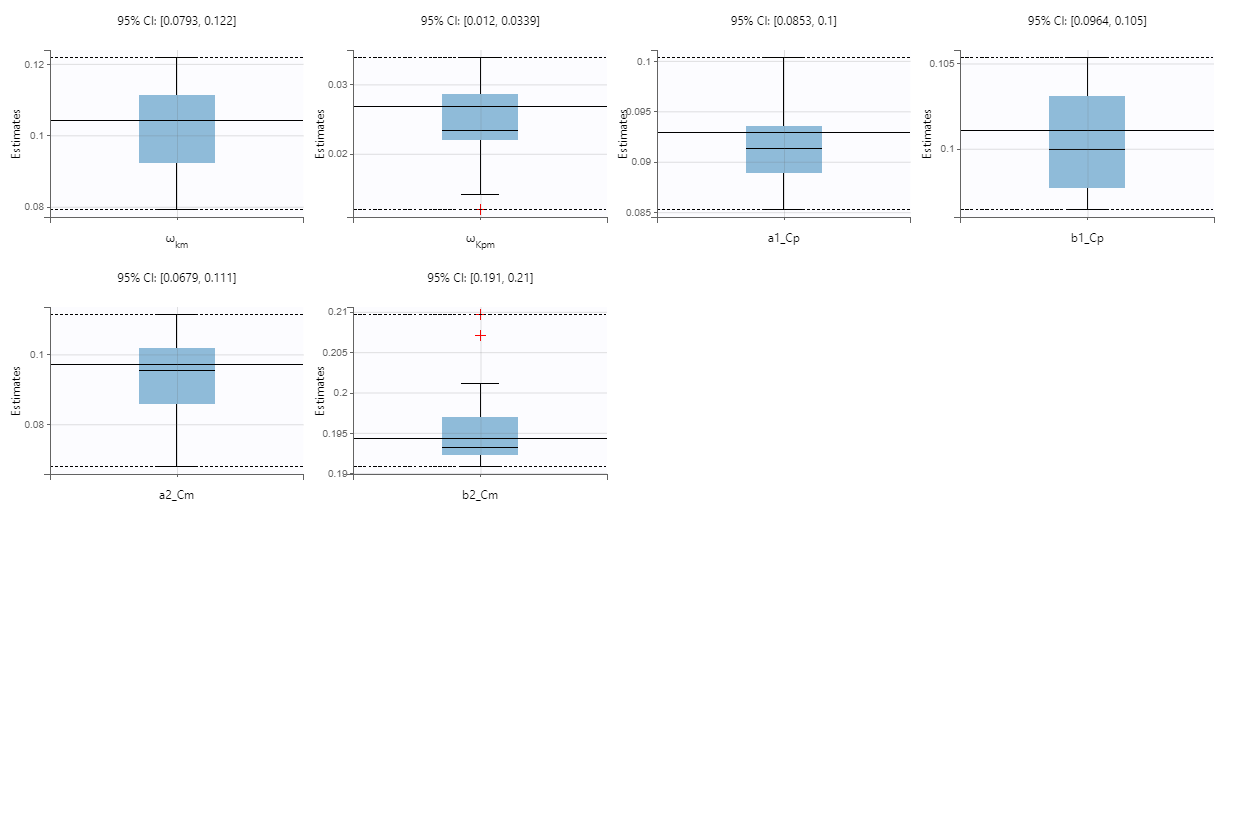 95% CI: [0.0793, 0.122]
95% CI: [0.012, 0.0339]
95% CI: [0.0853, 0.1]
95% CI: [0.0964, 0.105]
Estimates
0.12
0.1
0.08
ω_km
Estimates
0.03
0.02
ω_Kpm
Estimates
0.1
0.095
0.09
0.085
a1_Cp
Estimates
0.105
0.1
b1_Cp
95% CI: [0.0679, 0.111]
95% CI: [0.191, 0.21]
Estimates
0.1
0.08
a2_Cm
Estimates
0.21
0.205
0.2
0.195
0.19
b2_Cm